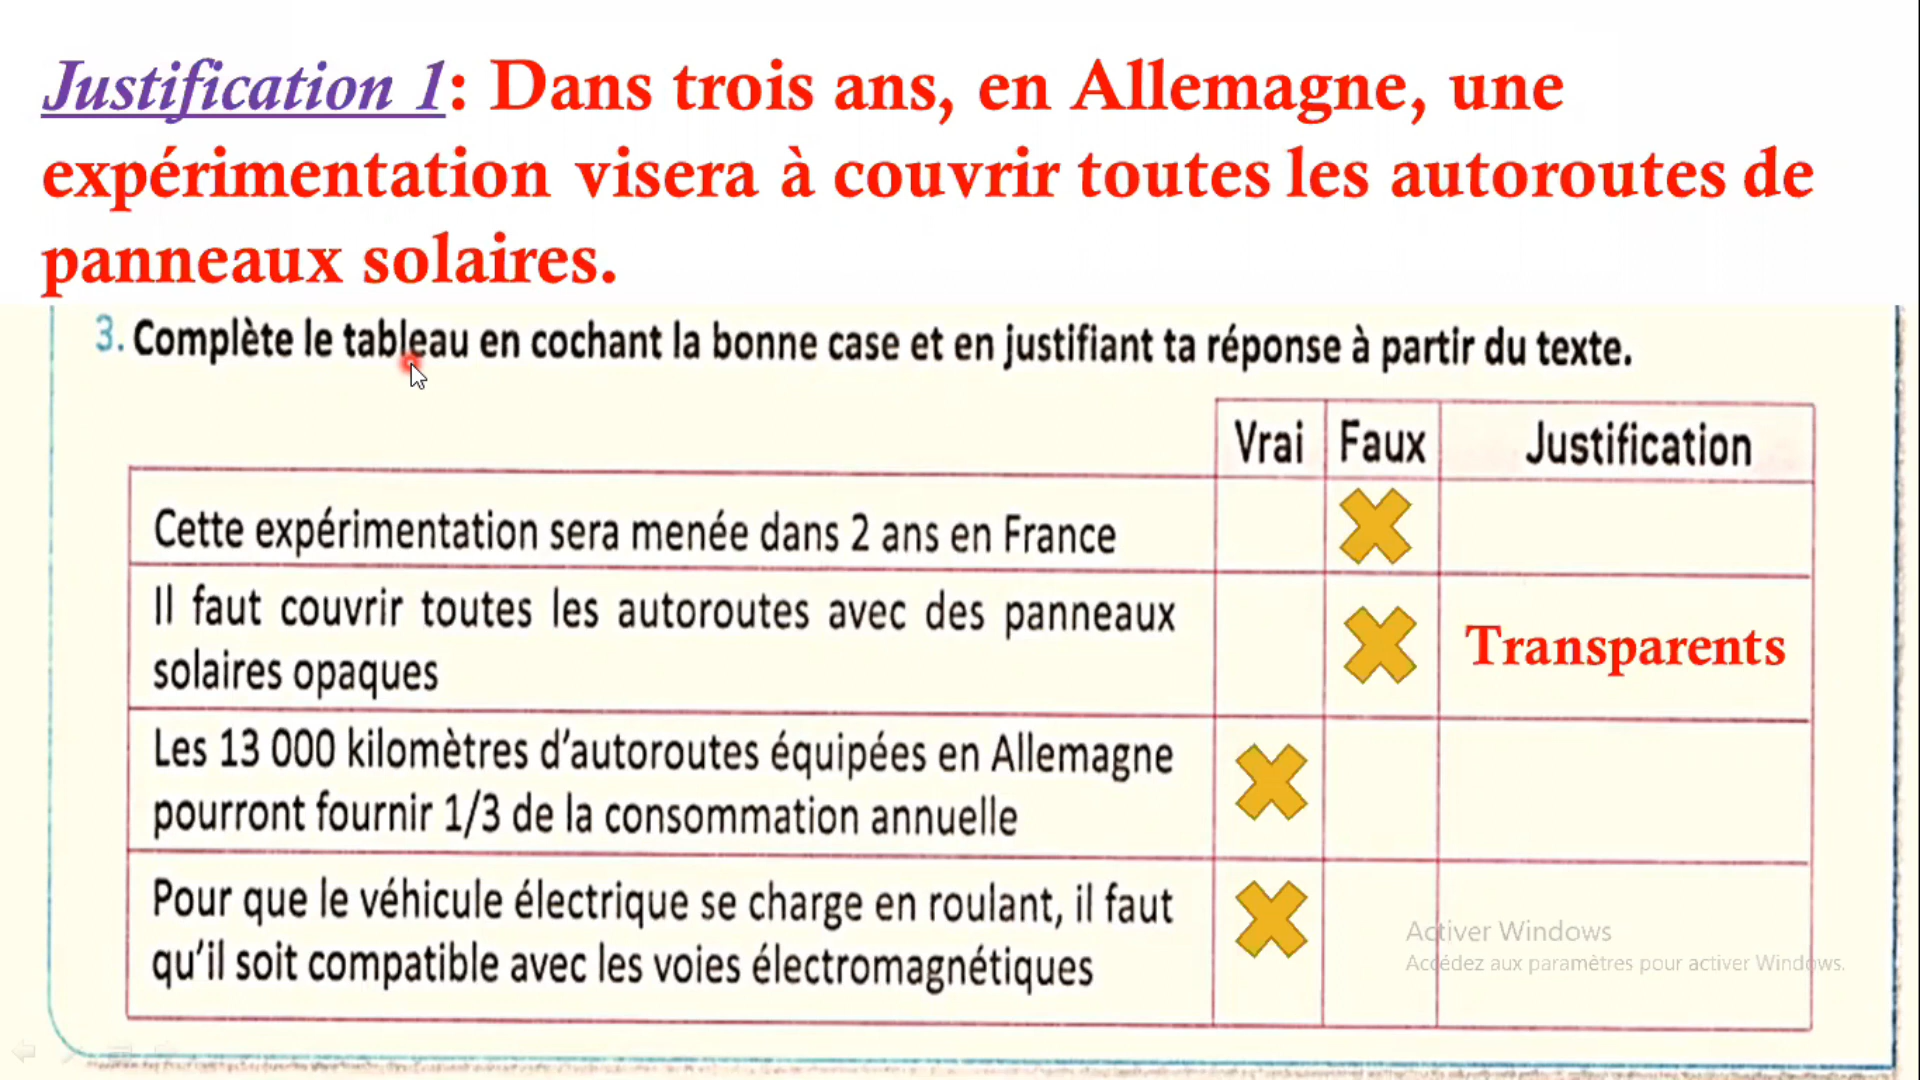 Justification 1: Dans trois ans, en Allemagne, une
expérimentation visera à couvrir toutes les autoroutes de
panneaux solaires.
3. Complète le tableau en cochant la bonne case et en justifiant ta réponse à partir du texte.
Vrai Faux Justification
Cette expérimentation sera menée dans 2 ans en France
Il faut couvrir toutes les autoroutes avec des panneaux
solaires opaques
Transparents
Les 13 000 kilomètres d'autoroutes équipées en Allemagne
pourront fournir 1/3 de la consommation annuelle
Pour que le véhicule électrique se charge en roulant, il faut
qu'il soit compatible avec les voies électromagnétiques
Activer Windows
Accédez aux paramètres pour activer Windows.